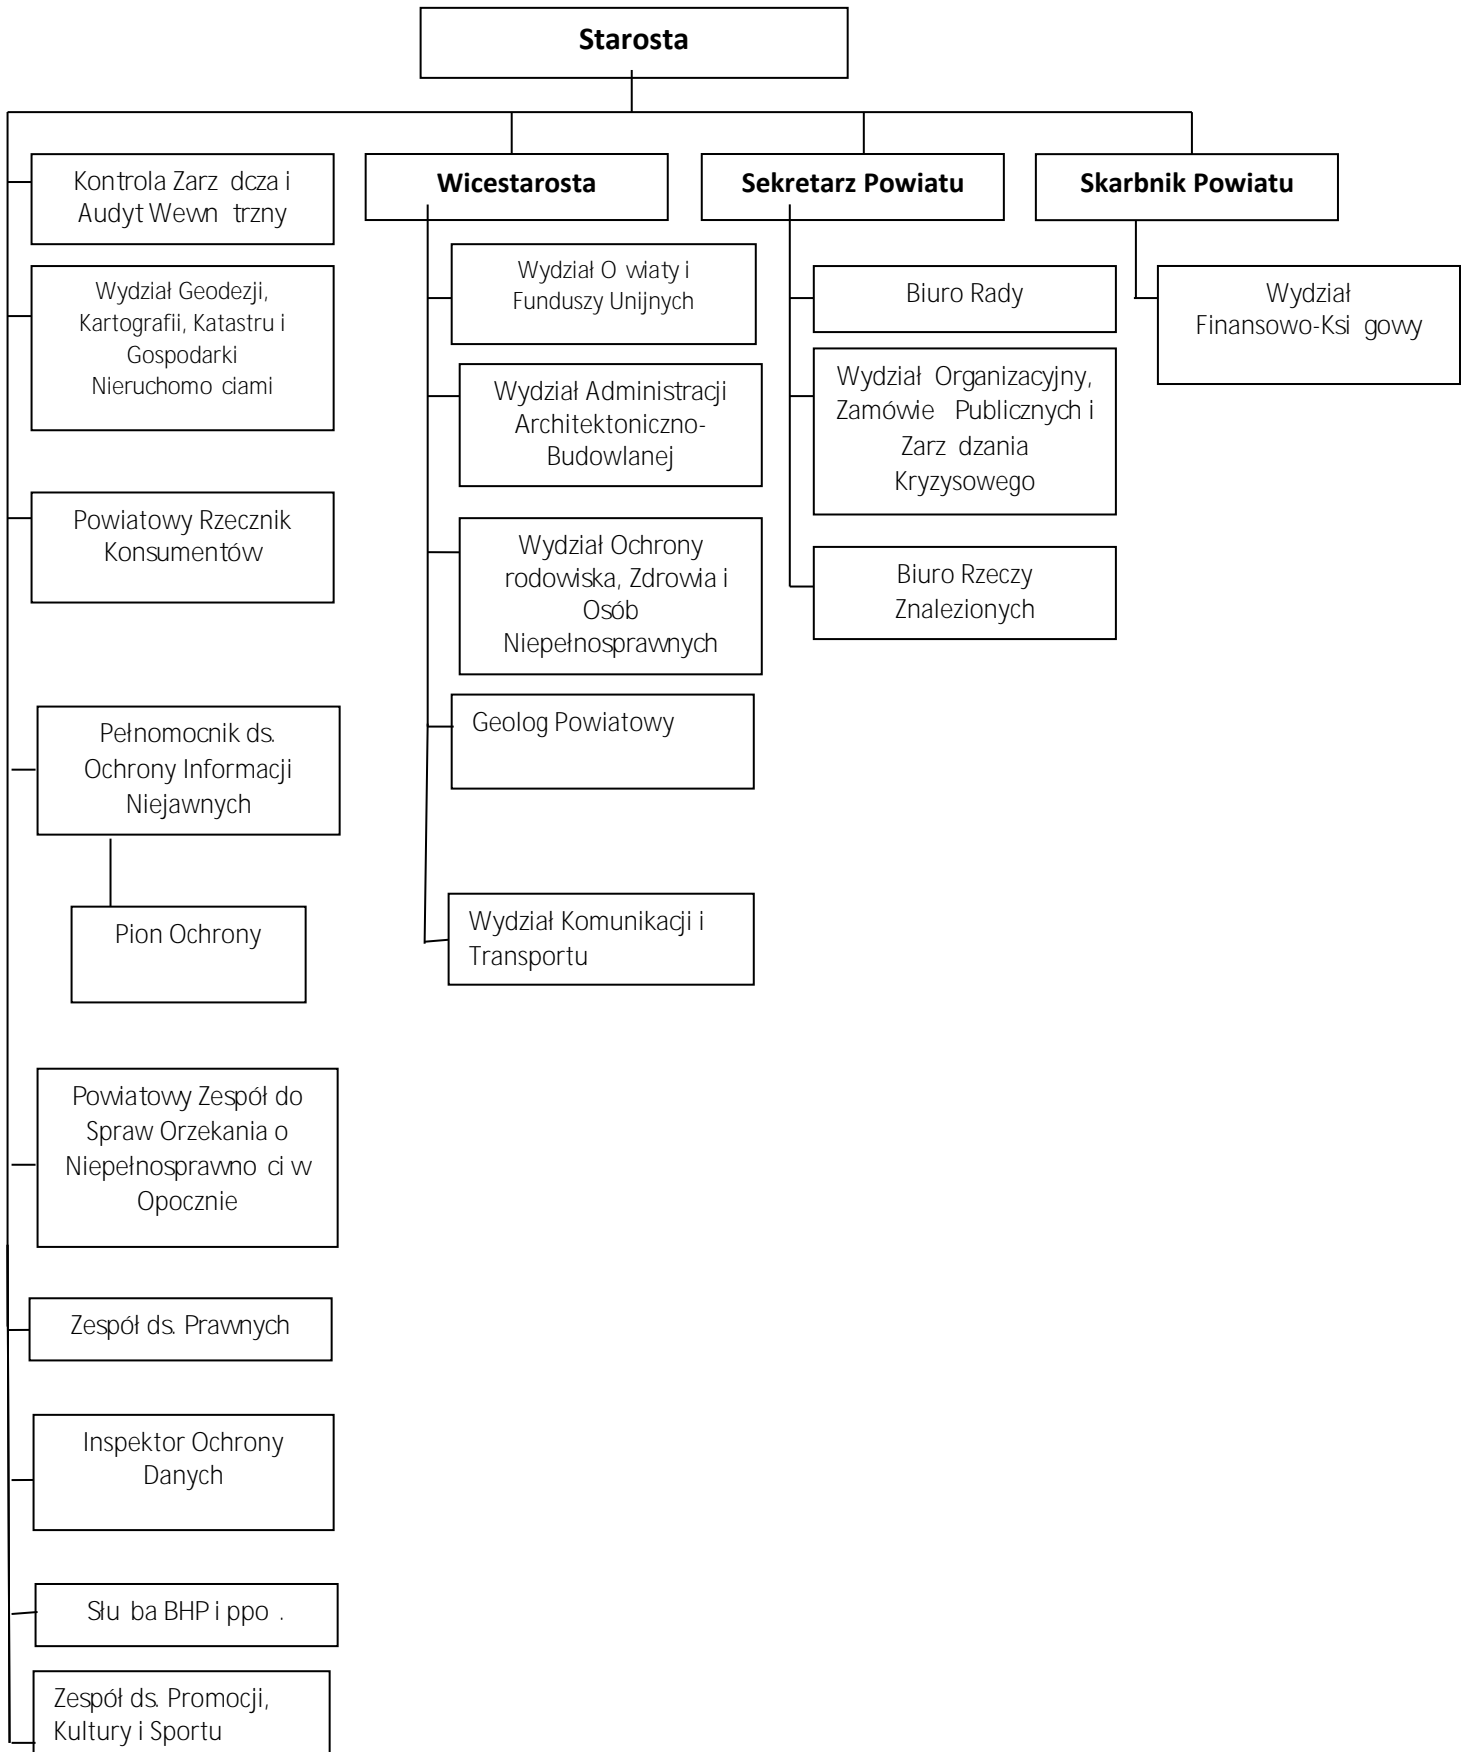 Starosta
Kontrola Zarz dcza i
Audyt Wewn trzny
Wydział Geodezji,
Kartografii, Katastru i
Gospodarki
Nieruchomo ciami
Powiatowy Rzecznik
Konsumentów
Pełnomocnik ds.
Ochrony Informacji
Niejawnych
Pion Ochrony
Powiatowy Zespół do
Spraw Orzekania o
Niepełnosprawno ci w
Opocznie
Zespół ds. Prawnych
Inspektor Ochrony
Danych
Słu ba BHP i ppo .
Zespół ds. Promocji,
Kultury i Sportu
Wicestarosta
Wydział O wiaty i
Funduszy Unijnych
Wydział Administracji
Architektoniczno-
Budowlanej
Wydział Ochrony
rodowiska, Zdrowia i
Osób
Niepełnosprawnych
Geolog Powiatowy
Wydział Komunikacji i
Transportu
Sekretarz Powiatu
Biuro Rady
Wydział Organizacyjny,
Zamówie Publicznych i
Zarz dzania
Kryzysowego
Biuro Rzeczy
Znalezionych
Skarbnik Powiatu
Wydział
Finansowo-Ksi gowy